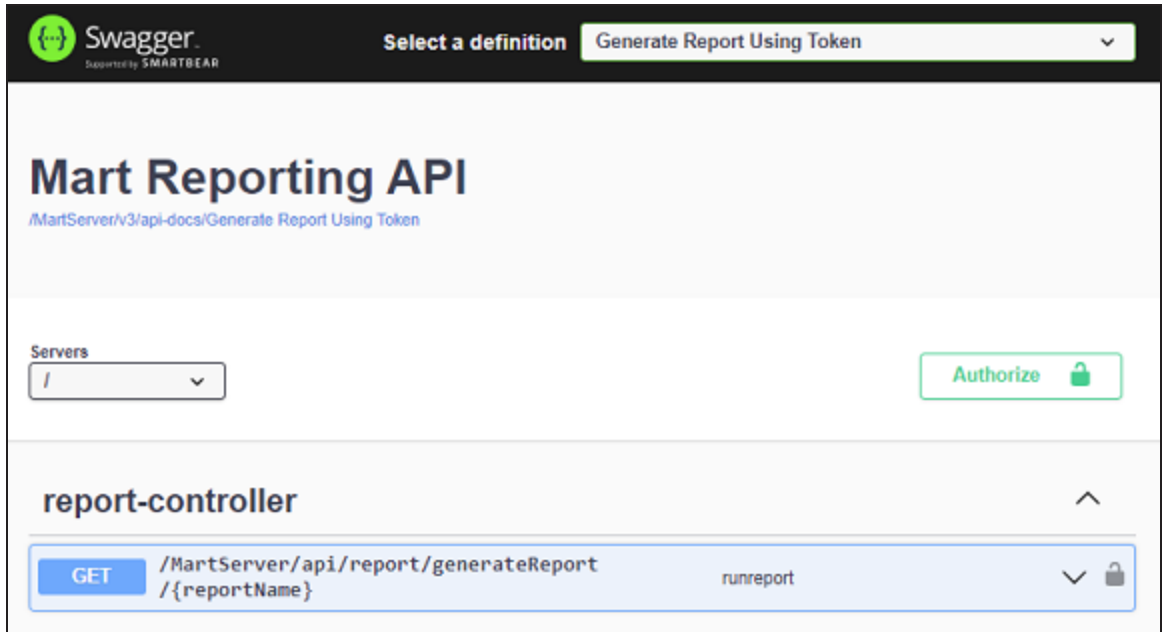 {···} Swagger.
Supported by SMARTBEAR
Select a definition
Generate Report Using Token
Mart Reporting API
/MartServer/v3/api-docs/Generate Report Using Token
Servers
/
Authorize
report-controller
GET
/MartServer/api/report/generateReport
/{reportName}
runreport